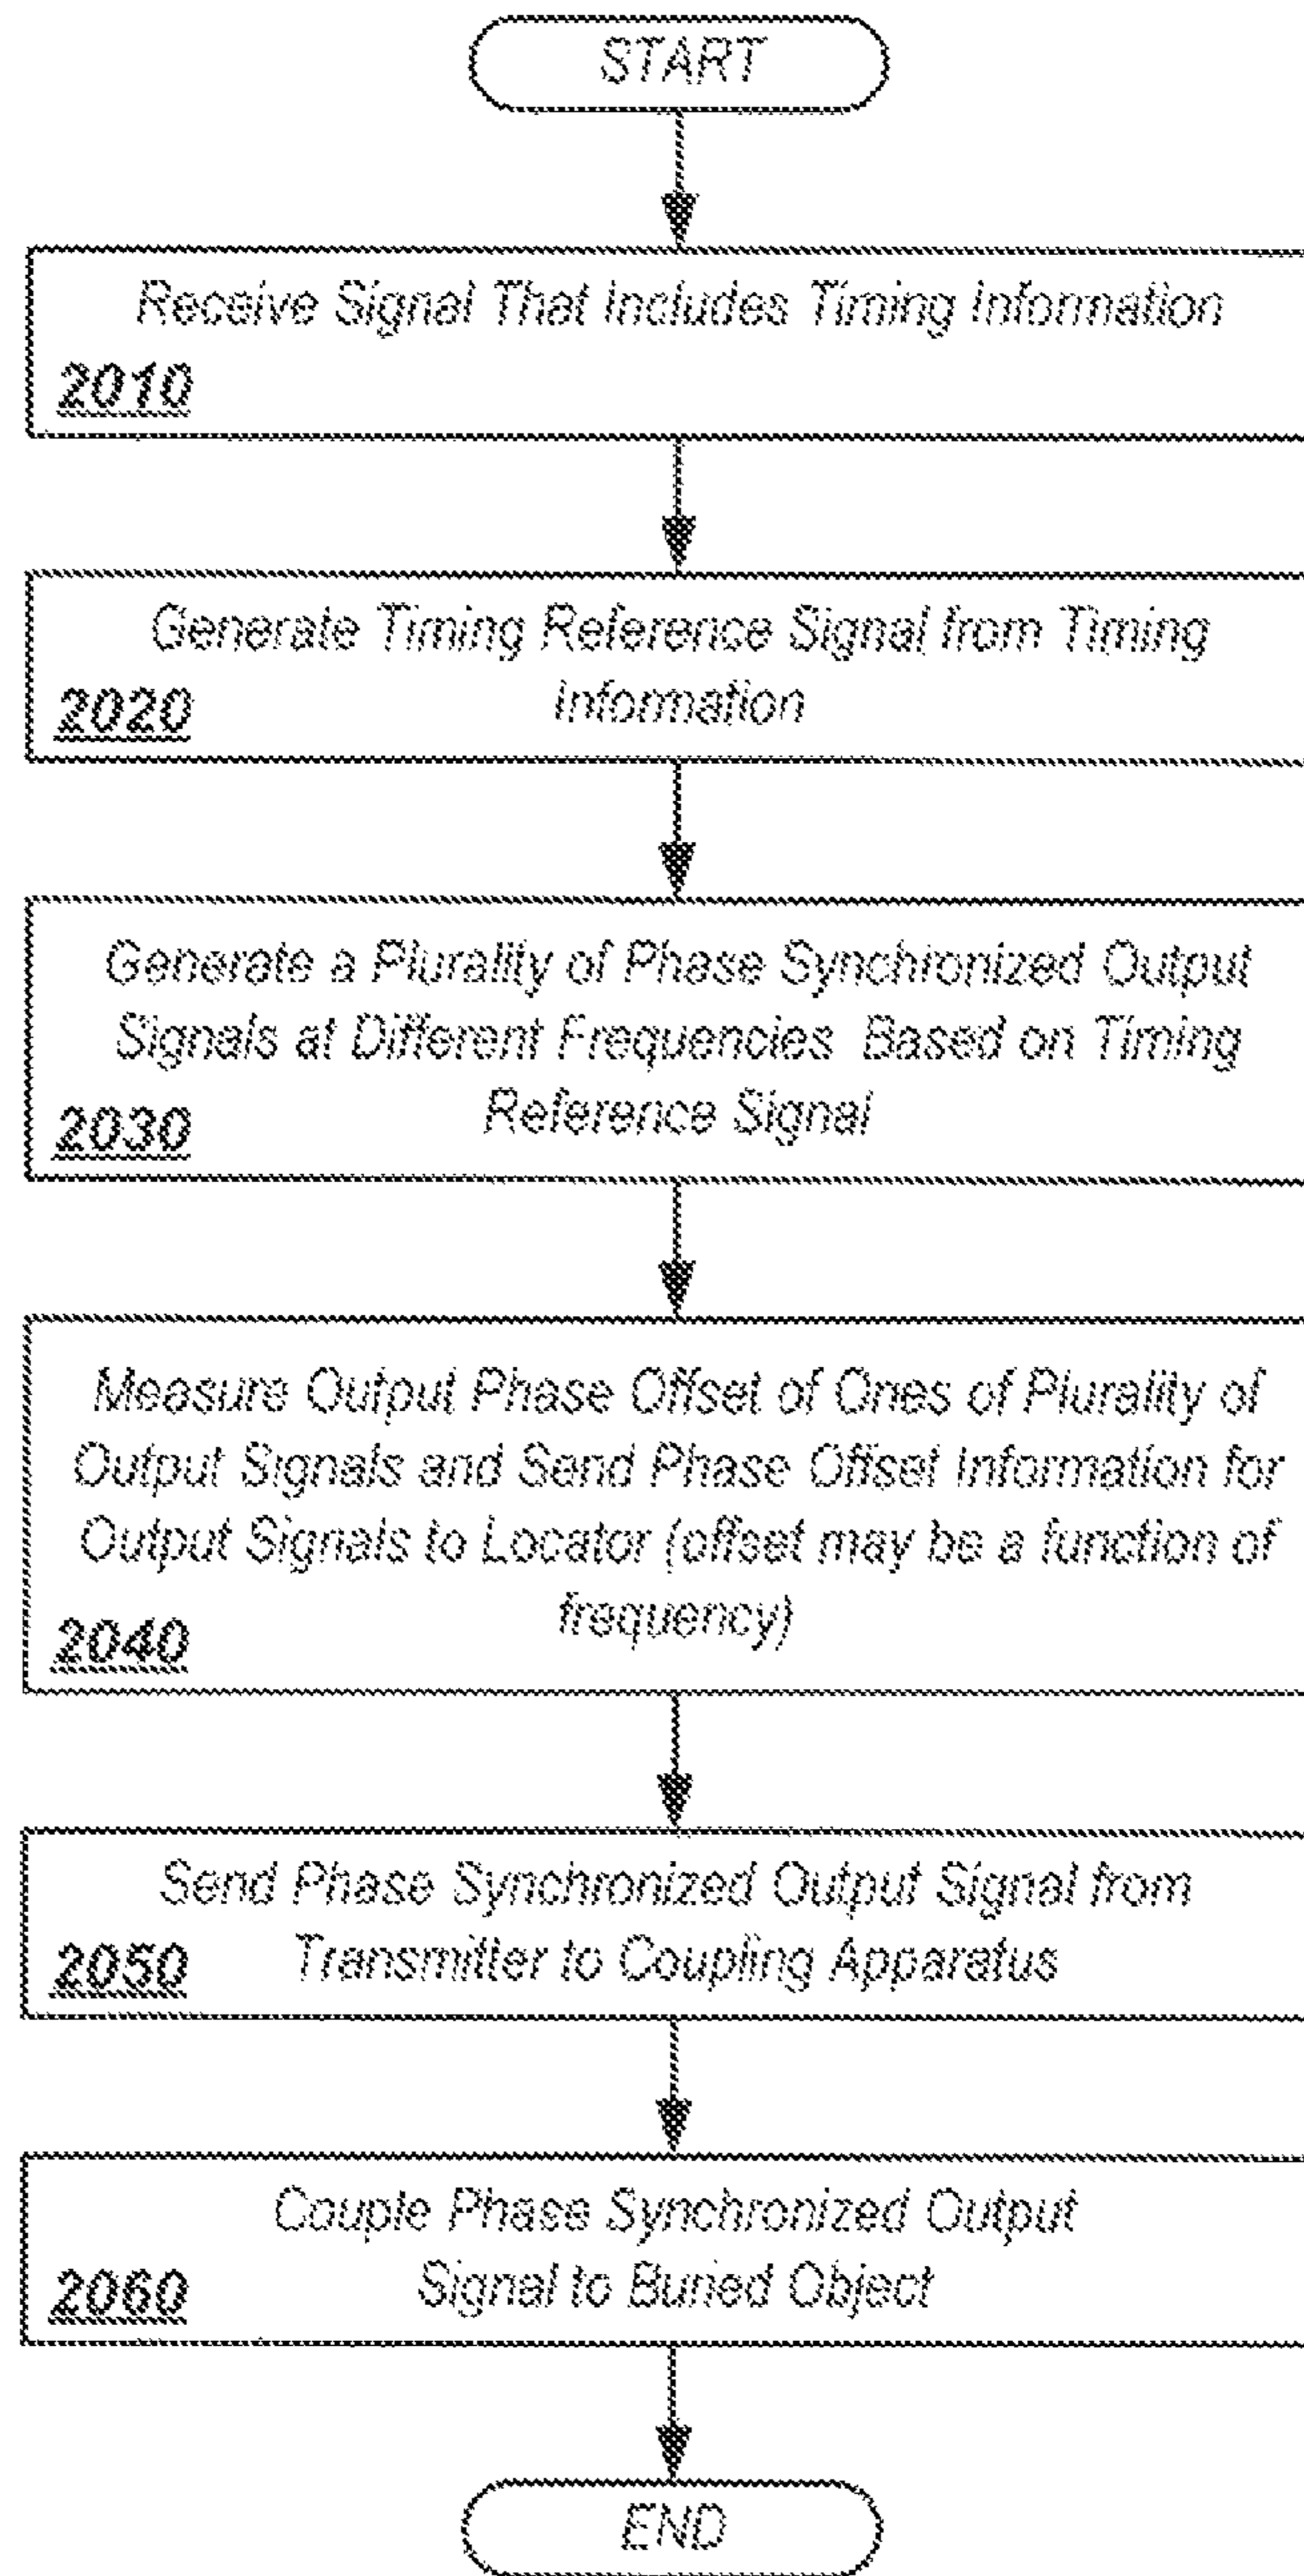 START
Receive Signal That Includes Timing Information
2010
Generate Timing Reference Signal from Timing
Information
2020
Generate a Plurality of Phase Synchronized Output
Signals at Different Frequencies Based on Timing
Reference Signal
2030
Measure Output Phase Offset of Ones of Plurality of
Output Signals and Send Phase Offset Information for
Output Signals to Locator (offset may be a function of
frequency)
2040
Send Phase Synchronized Output Signal from
Transmitter to Coupling Apparatus
2050
Couple Phase Synchronized Output
Signal to Buried Object
2060
END